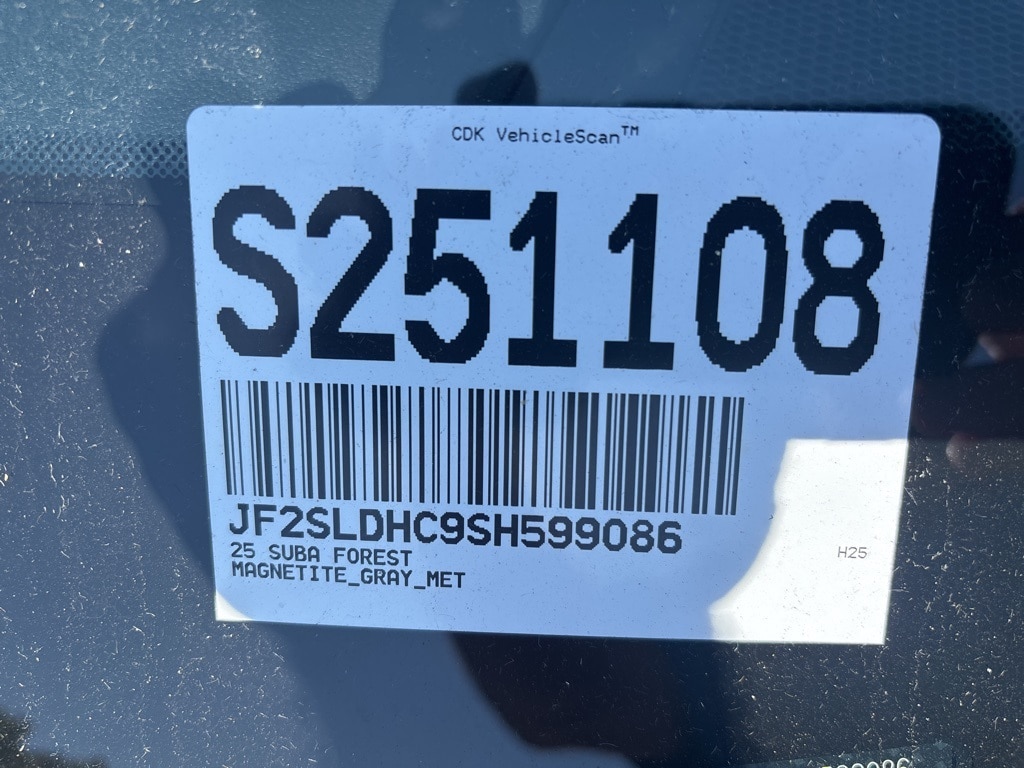 CDK VehicleScan™
S251108
JF2SLDHC9SH599086
25 SUBA FOREST
MAGNETITE_GRAY_MET
H25